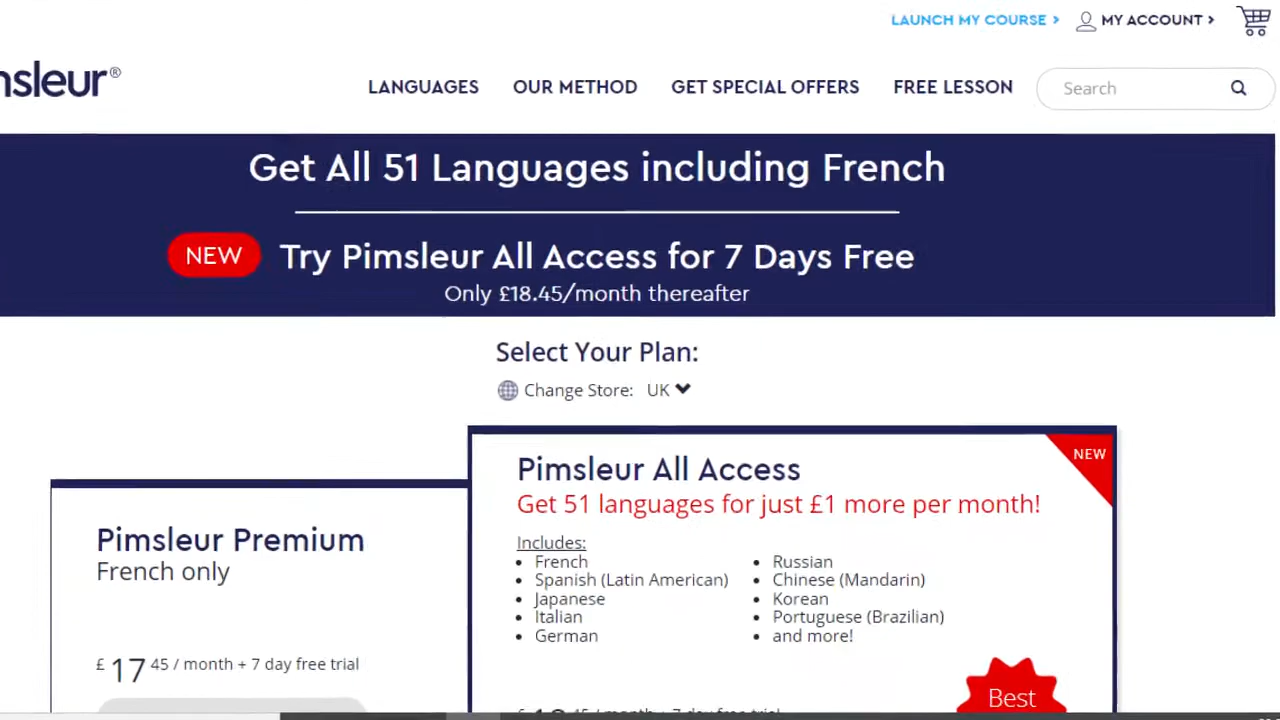 LAUNCH MY COURSE > MY ACCOUNT >
nsleur®
LANGUAGES OUR METHOD GET SPECIAL OFFERS FREE LESSON Search
Get All 51 Languages including French
NEW Try Pimsleur All Access for 7 Days Free
Only £18.45/month thereafter
Select Your Plan:
Change Store: UK
Pimsleur Premium
French only
£17.45 / month + 7 day free trial
Pimsleur All Access
NEW
Get 51 languages for just £1 more per month!
Includes:
• French
• Spanish (Latin American)
• Japanese
• Italian
• German
• Russian
• Chinese (Mandarin)
• Korean
• Portuguese (Brazilian)
• and more!
Best